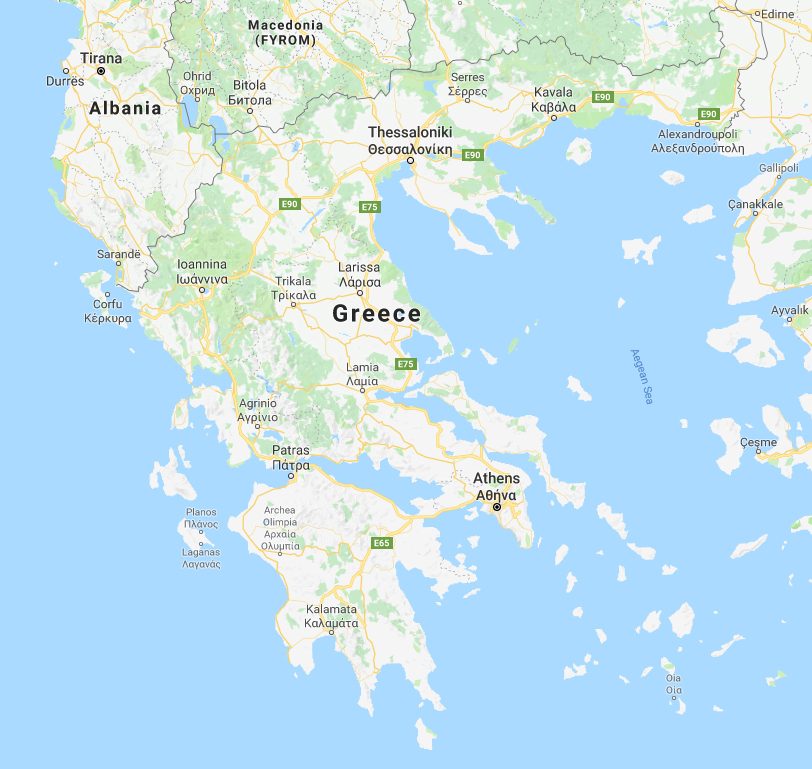 Edirne
Macedonia
(FYROM)
Tirana
Durrës
Ohrid
Охрид
Bitola
Битола
Serres
Σέρρες
Kavala
Καβάλα
E90
E90
Albania
Thessaloniki
Θεσσαλονίκη
E90
Alexandroupoli
Αλεξανδρούπολη
Gallipoli
Çanakkale
E90
E75
Sarandë
Ioannina
Ιωάννινα
Larissa
Λάρισα
Trikala
Τρίκαλα
Corfu
Κέρκυρα
Greece
Ayvalık
Aegean Sea
E75
Lamia
Λαμία
Agrinio
Αγρίνιο
Çeşme
Patras
Πάτρα
Athens
Αθήνα
Planos
Πλάνος
Archea
Olimpia
Αρχαία
Ολυμπία
Laganas
Λαγανάς
E65
Kalamata
Καλαμάτα
Oía
Οία